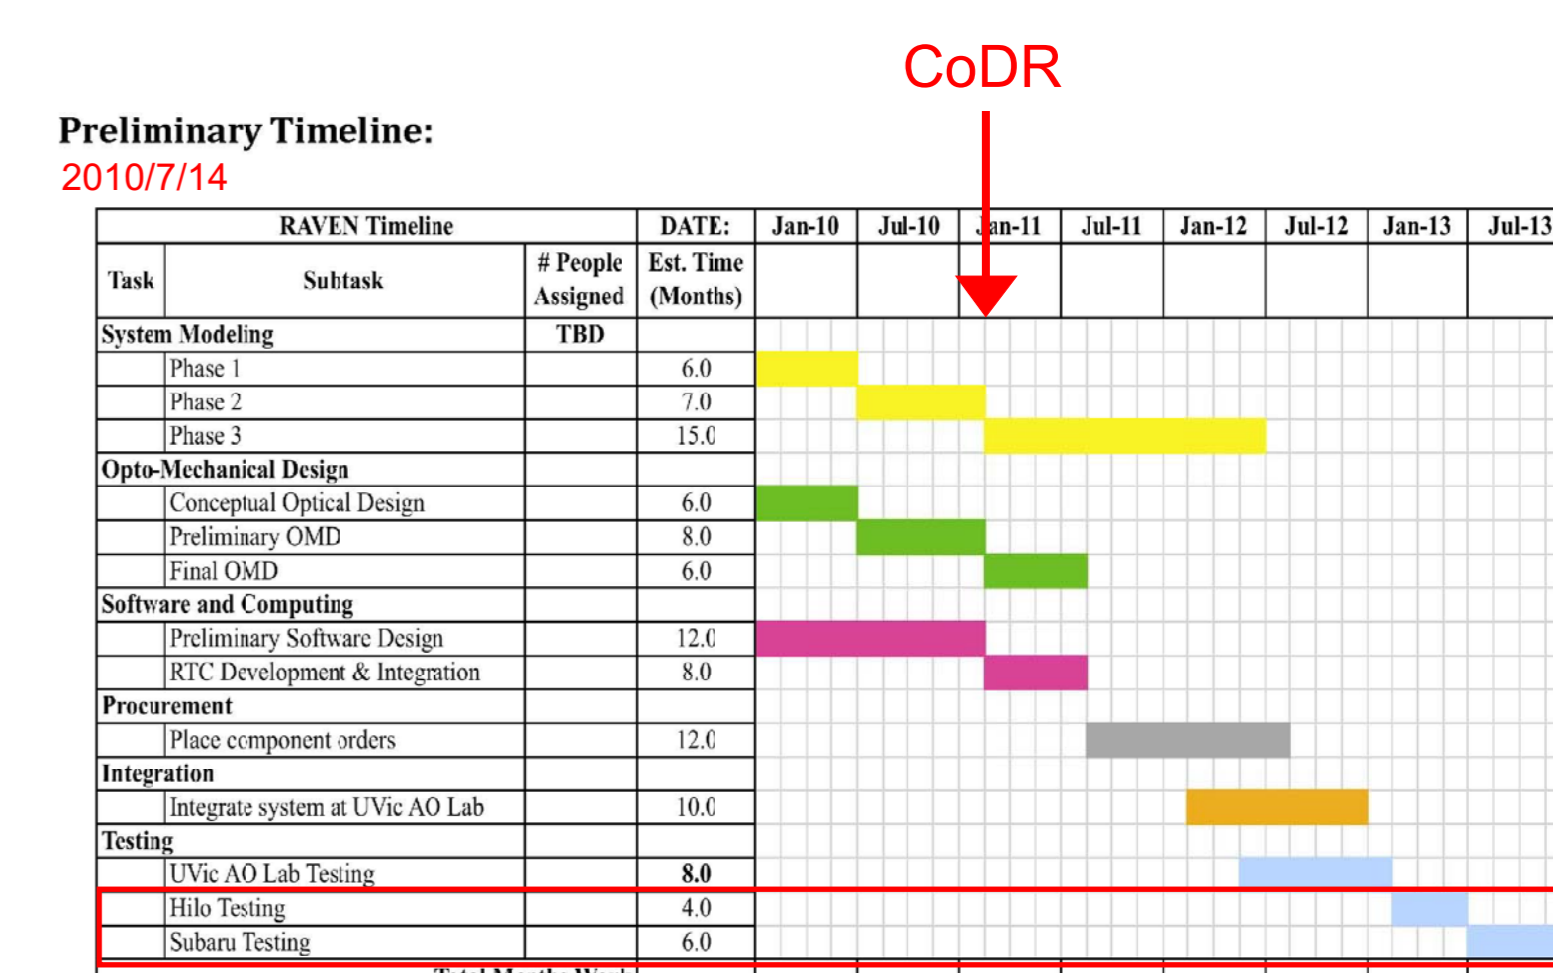 CoDR
Preliminary Timeline:
2010/7/14
RAVEN Timeline DATE: Jan-10 Jul-10 Jan-11 Jul-11 Jan-12 Jul-12 Jan-13 Jul-13
Task Subtask # People Assigned Est. Time (Months)
System Modeling TBD
Phase 1 6.0
Phase 2 7.0
Phase 3 15.0
Opto-Mechanical Design
Conceptual Optical Design 6.0
Preliminary OMD 8.0
Final OMD 6.0
Software and Computing
Preliminary Software Design 12.0
RTC Development & Integration 8.0
Procurement
Place component orders 12.0
Integration
Integrate system at UVic AO Lab 10.0
Testing
UVic AO Lab Testing 8.0
Hilo Testing 4.0
Subaru Testing 6.0
Total Months Work